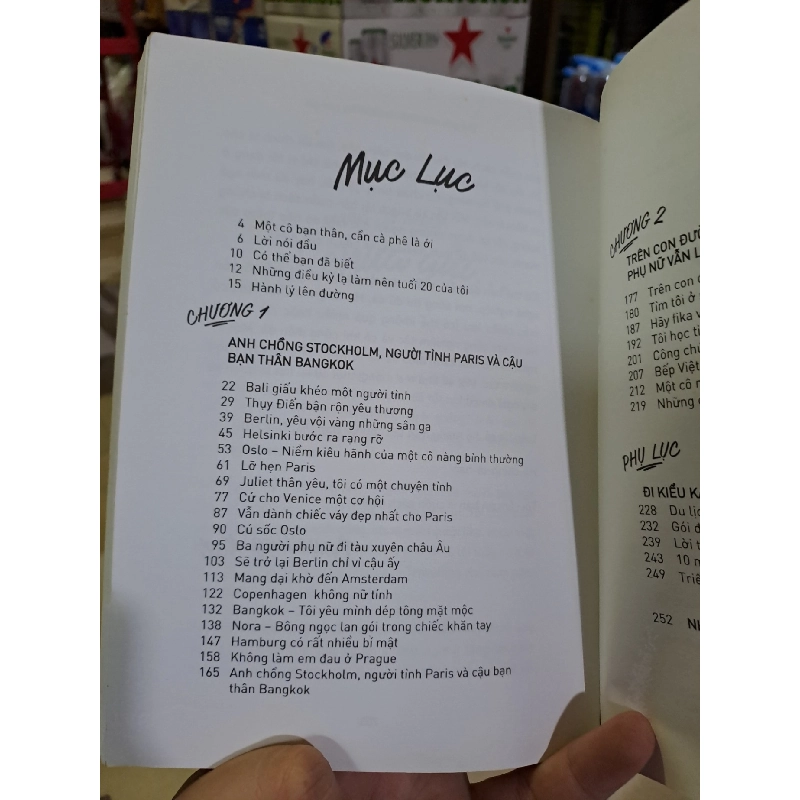 Mục Lục
4 Một cô bạn thân, cần cà phê là ới
6 Lời nói đầu
10 Có thể bạn đã biết
12 Những điều kỳ lạ làm nên tuổi 20 của tôi
15 Hành lý lên đường
CHƯƠNG 1
ANH CHỒNG STOCKHOLM, NGƯỜI TÌNH PARIS VÀ CẬU
BẠN THÂN BANGKOK
22 Bali giấu khéo một người tình
29 Thụy Điển bận rộn yêu thương
39 Berlin, yêu vội vàng những sân ga
45 Helsinki bước ra rạng rỡ
53 Oslo – Niềm kiêu hãnh của một cô nàng bình thường
61 Lỡ hẹn Paris
69 Juliet thân yêu, tôi có một chuyện tình
77 Cứ cho Venice một cơ hội
87 Vẫn dành chiếc váy đẹp nhất cho Paris
90 Cú sốc Oslo
95 Ba người phụ nữ đi tàu xuyên châu Âu
103 Sẽ trở lại Berlin chỉ vì cậu ấy
113 Mang dại khờ đến Amsterdam
122 Copenhagen không nữ tính
132 Bangkok – Tôi yêu mình dép tông mặt mộc
138 Nora – Bông ngọc lan gói trong chiếc khăn tay
147 Hamburg có rất nhiều bí mật
158 Không làm em đau ở Prague
165 Anh chồng Stockholm, người tình Paris và cậu bạn
thân Bangkok
CHƯƠNG 2
TRÊN CON
PHỤ NỮ VẪN
177 Trên con
180 Tìm tôi ở
187 Hãy fika
192 Tôi học
201 Công
207 Bếp Việt
212 Một cô
219 Những
PHỤ LỤC
ĐI KIỂU
228 Du
232 Gói
239 Lời
243 10
249
252